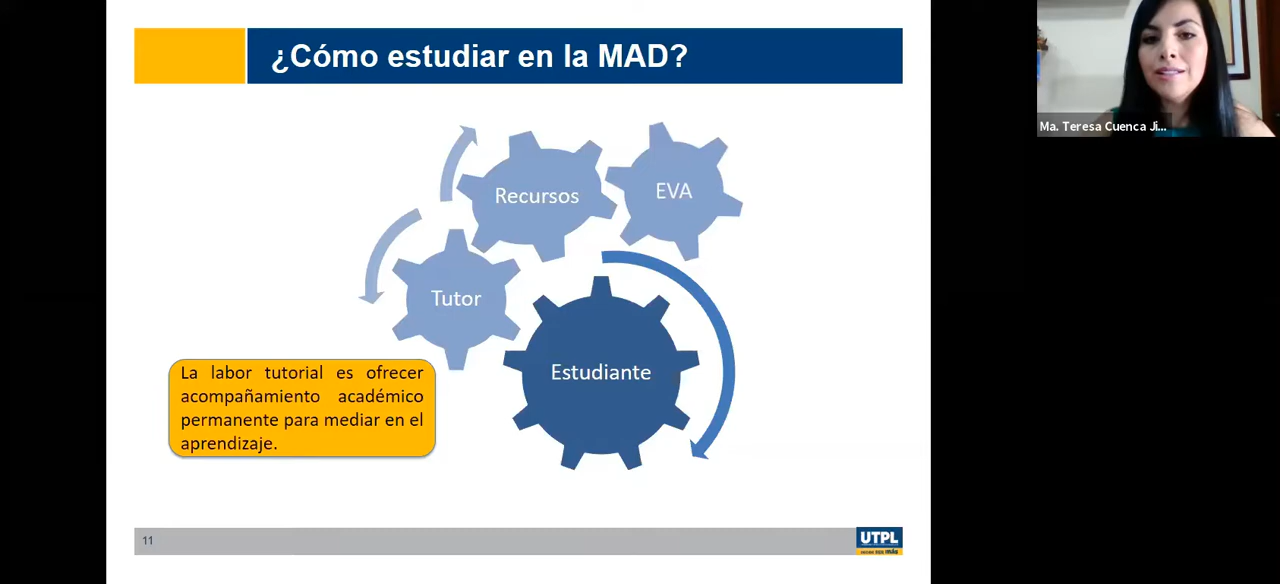 ¿Cómo estudiar en la MAD?
Ma. Teresa Cuenca Ji...
Recursos
EVA
Tutor
Estudiante
La labor tutorial es ofrecer
acompañamiento académico
permanente para mediar en el
aprendizaje.
11
UTPL